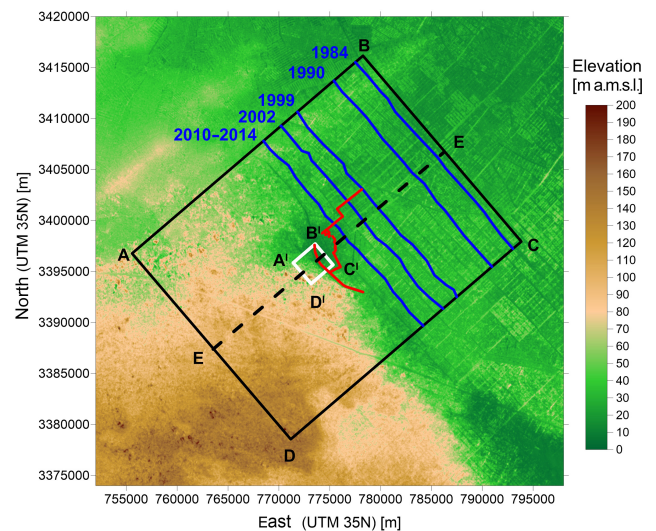 3420000
3415000
3410000
3405000
3400000
3395000
3390000
3385000
3380000
3375000
North (UTM 35N) [m]
B
1984
1990
1999
2002
2010–2014
E
A
B^I
A^I
C^I
D^I
C
E
D
755000 760000 765000 770000 775000 780000 785000 790000 795000
East (UTM 35N) [m]
Elevation
[m a.m.s.l.]
200
190
180
170
160
150
140
130
120
110
100
90
80
70
60
50
40
30
20
10
0